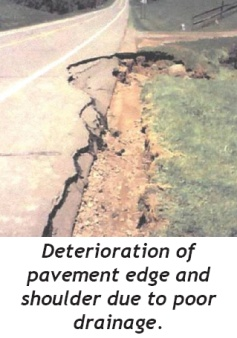 Deterioration of
pavement edge and
shoulder due to poor
drainage.